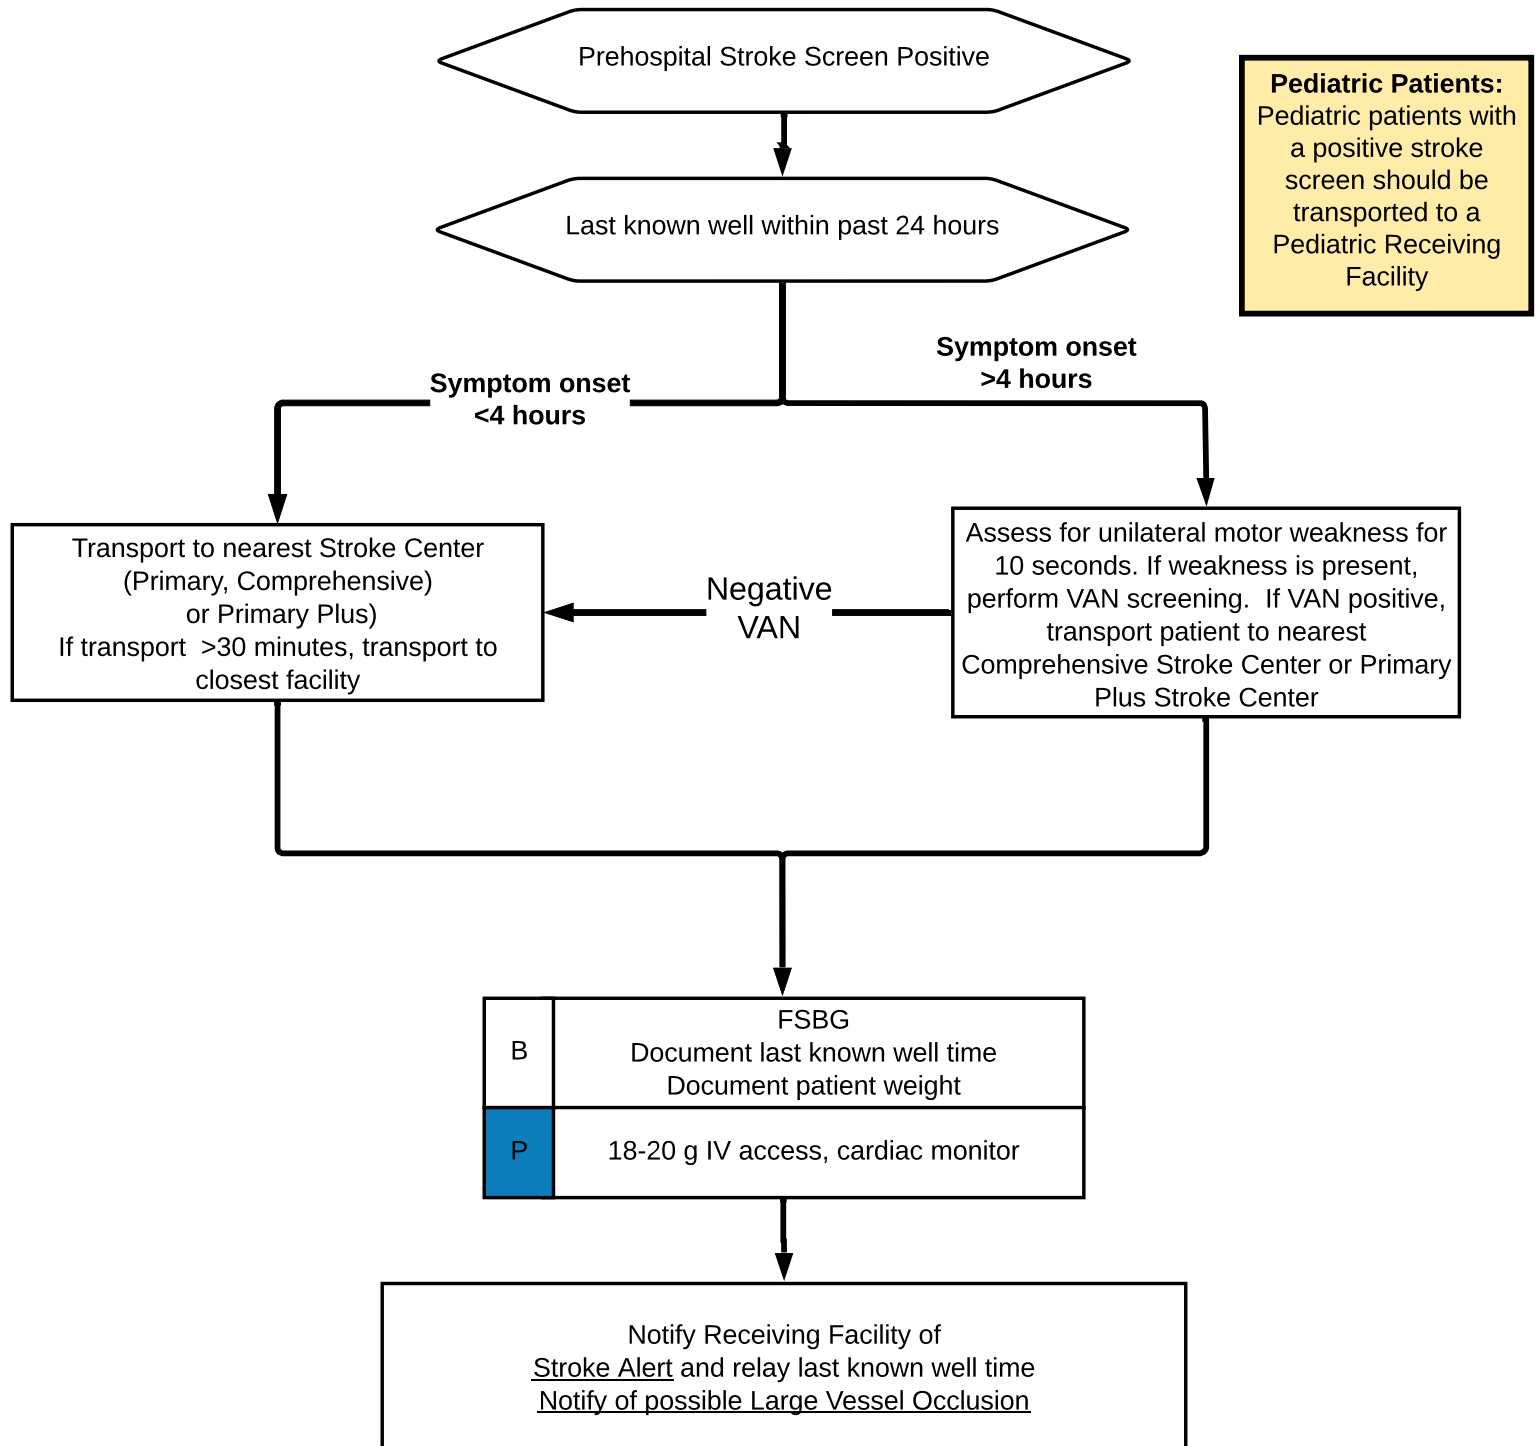 Prehospital Stroke Screen Positive
Pediatric Patients:
Pediatric patients with
a positive stroke
screen should be
transported to a
Pediatric Receiving
Facility
Last known well within past 24 hours
Symptom onset
<4 hours
Symptom onset
>4 hours
Transport to nearest Stroke Center
(Primary, Comprehensive)
or Primary Plus)
If transport  >30 minutes, transport to
closest facility
Negative
VAN
Assess for unilateral motor weakness for
10 seconds. If weakness is present,
perform VAN screening.  If VAN positive,
transport patient to nearest
Comprehensive Stroke Center or Primary
Plus Stroke Center
B
FSBG
Document last known well time
Document patient weight
P
18-20 g IV access, cardiac monitor
Notify Receiving Facility of
Stroke Alert and relay last known well time
Notify of possible Large Vessel Occlusion